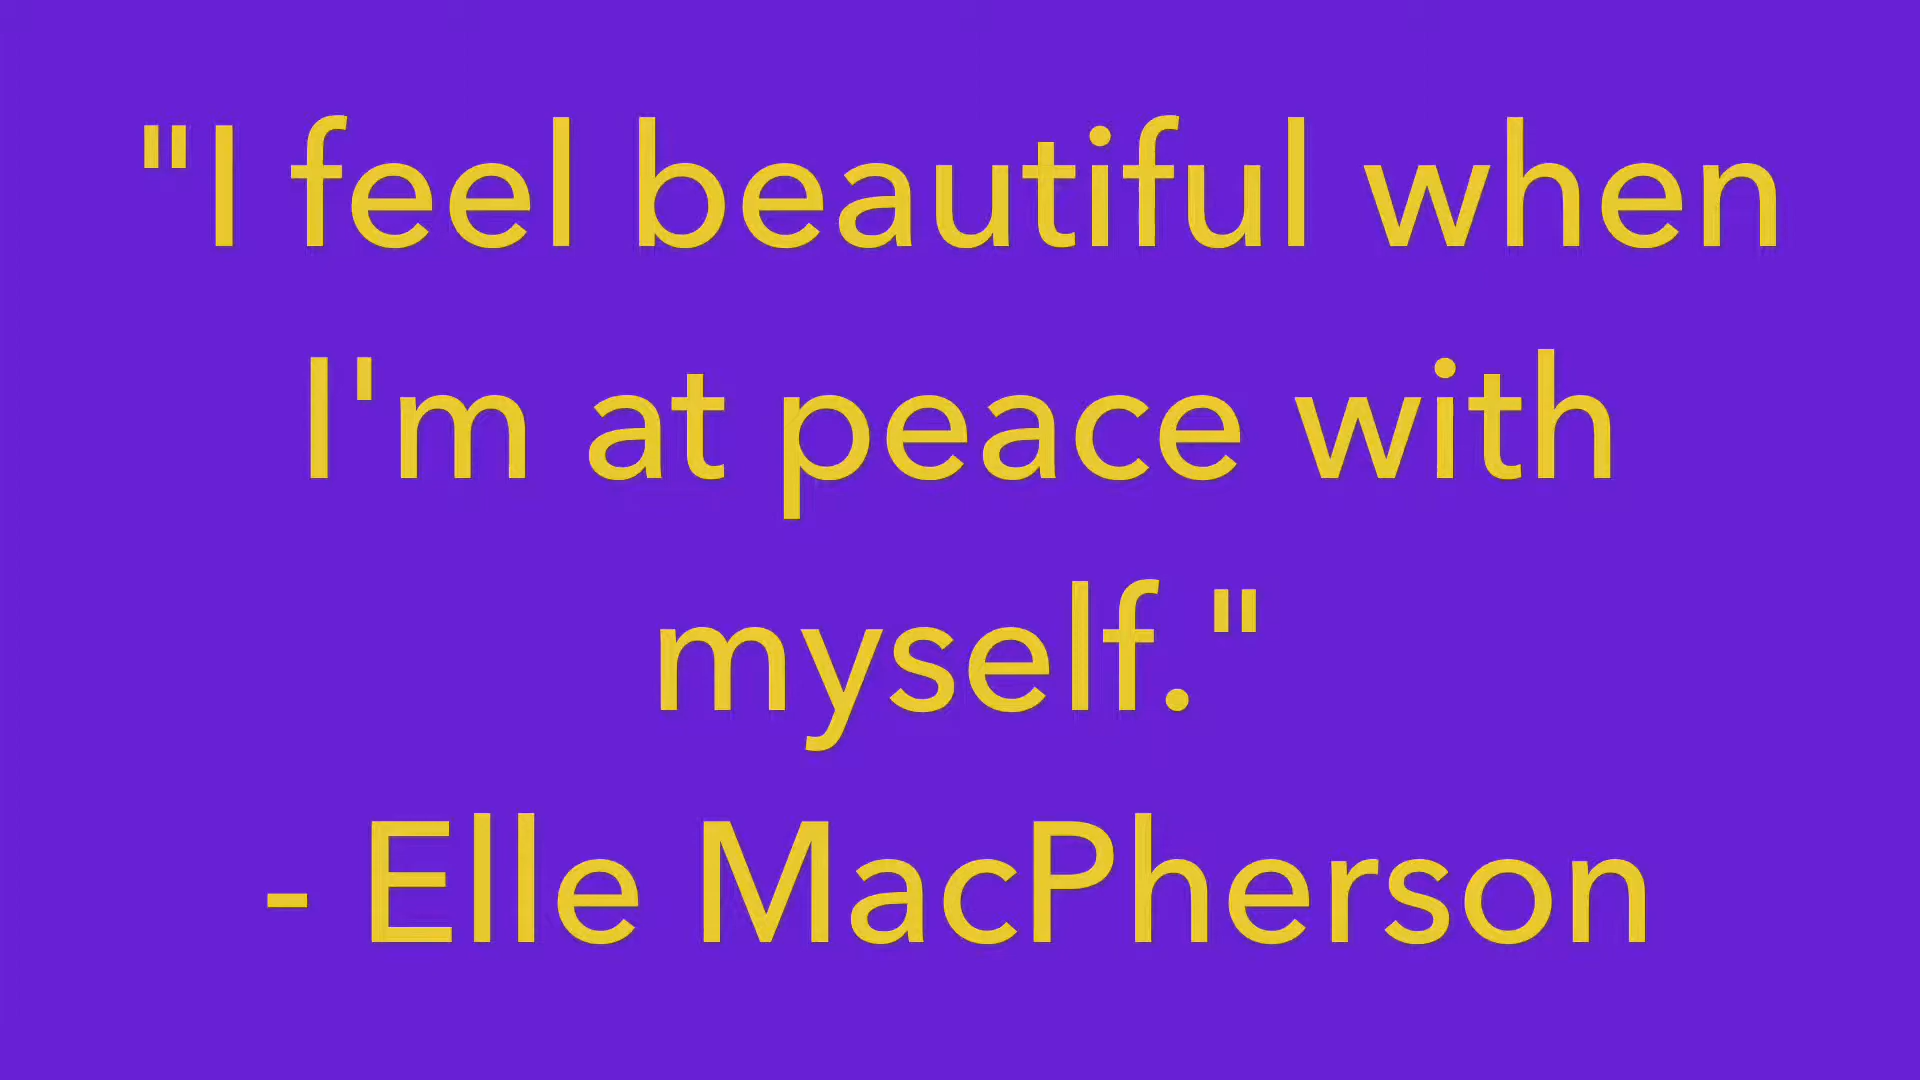 "I feel beautiful when
I'm at peace with
myself."
- Elle MacPherson